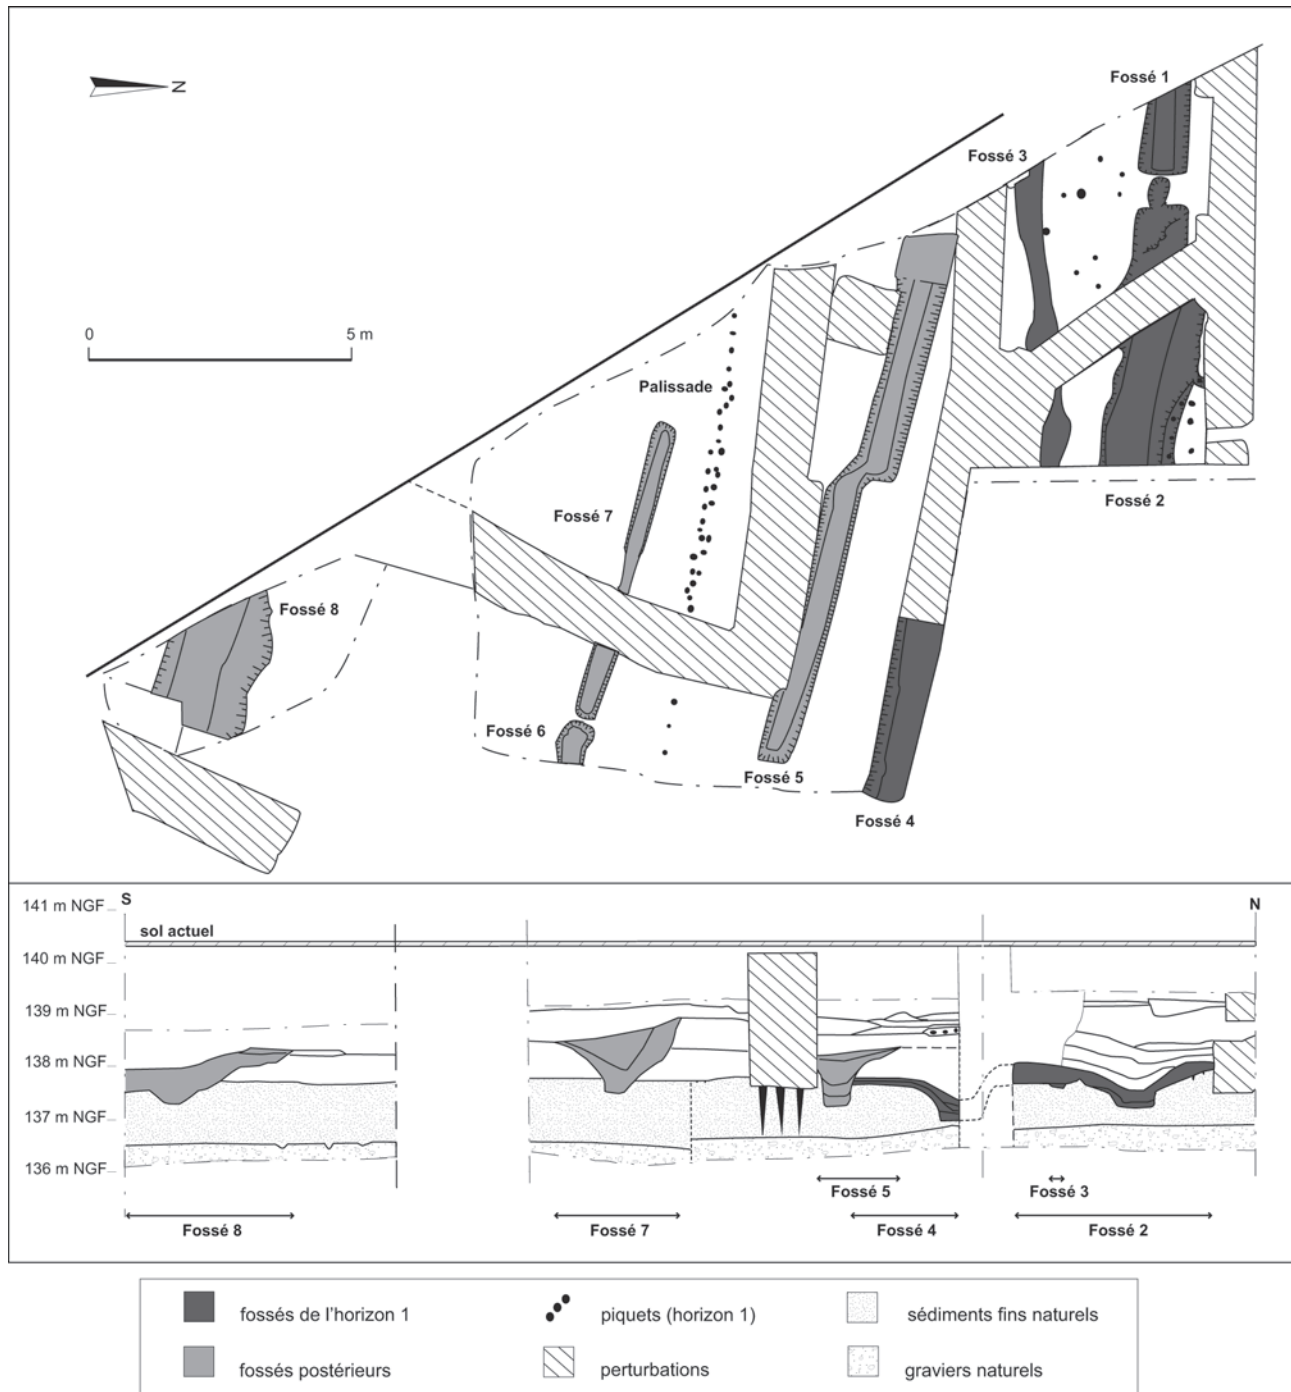 N
Fossé 1
Fossé 3
0 5 m
Palissade
Fossé 7
Fossé 2
Fossé 8
Fossé 6
Fossé 5
Fossé 4
141 m NGF
S
N
sol actuel
140 m NGF
139 m NGF
138 m NGF
137 m NGF
136 m NGF
Fossé 5
Fossé 3
Fossé 8
Fossé 7
Fossé 4
Fossé 2
fossés de l'horizon 1
piquets (horizon 1)
sédiments fins naturels
fossés postérieurs
perturbations
graviers naturels